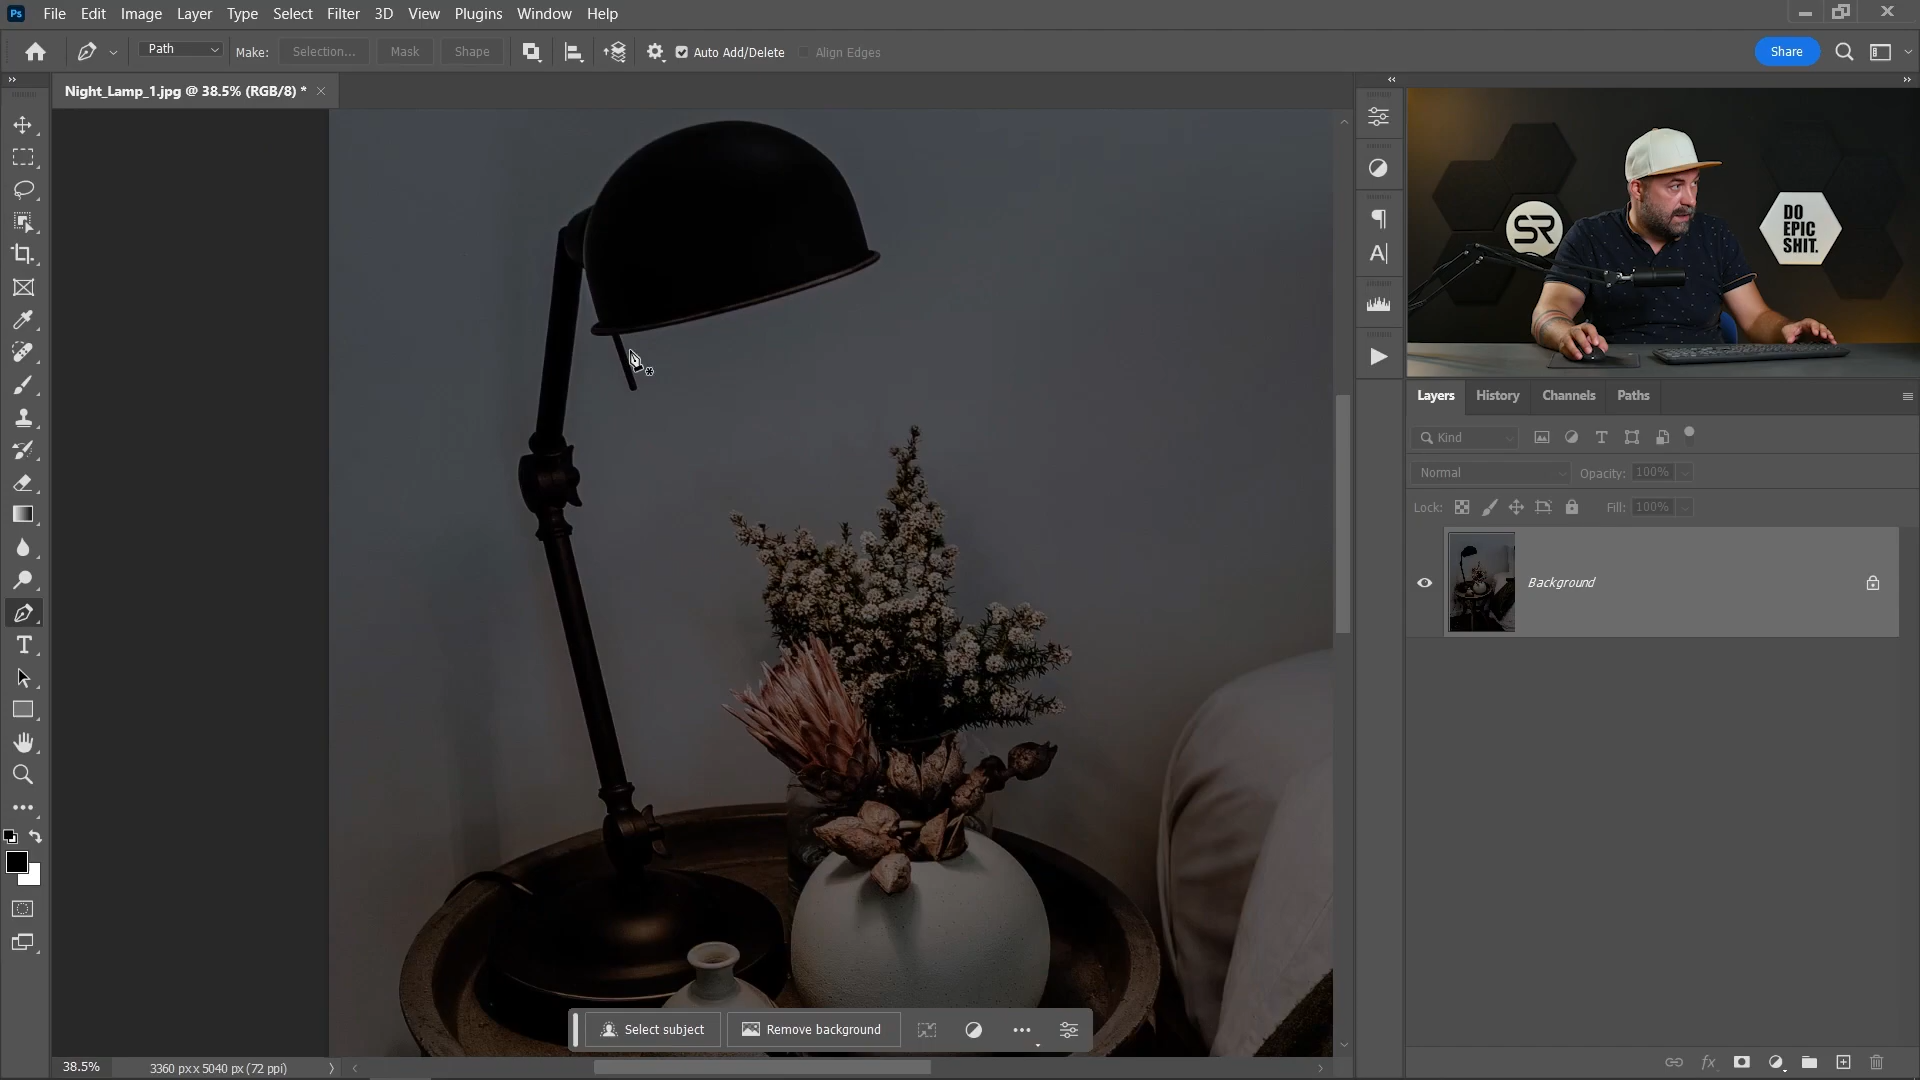 Ps File Edit Image Layer Type Select Filter 3D View Plugins Window Help
Path Make: Selection... Mask Shape Auto Add/Delete Align Edges Share
Night_Lamp_1.jpg @ 38.5% (RGB/8) *
SR
DO
EPIC
SHIT.
Layers History Channels Paths
Kind
Normal Opacity: 100%
Lock: Fill: 100%
Background
Select subject Remove background
38.5% 3360 px x 5040 px (72 ppi)
fx